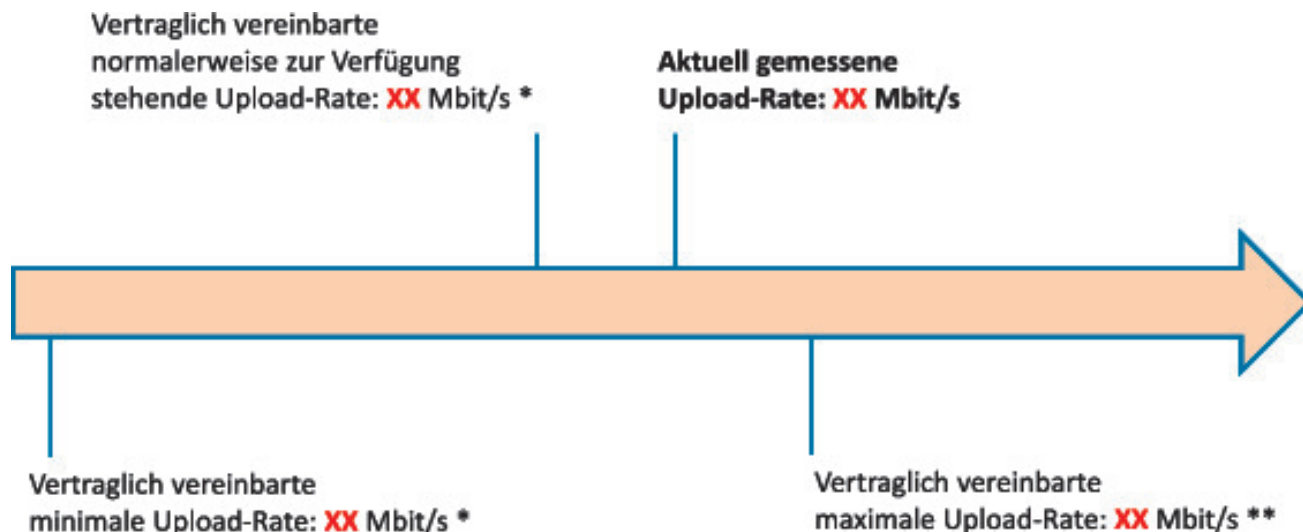 Vertraglich vereinbarte
normalerweise zur Verfügung
stehende Upload-Rate: XX Mbit/s *
Aktuell gemessene
Upload-Rate: XX Mbit/s
Vertraglich vereinbarte
minimale Upload-Rate: XX Mbit/s *
Vertraglich vereinbarte
maximale Upload-Rate: XX Mbit/s **